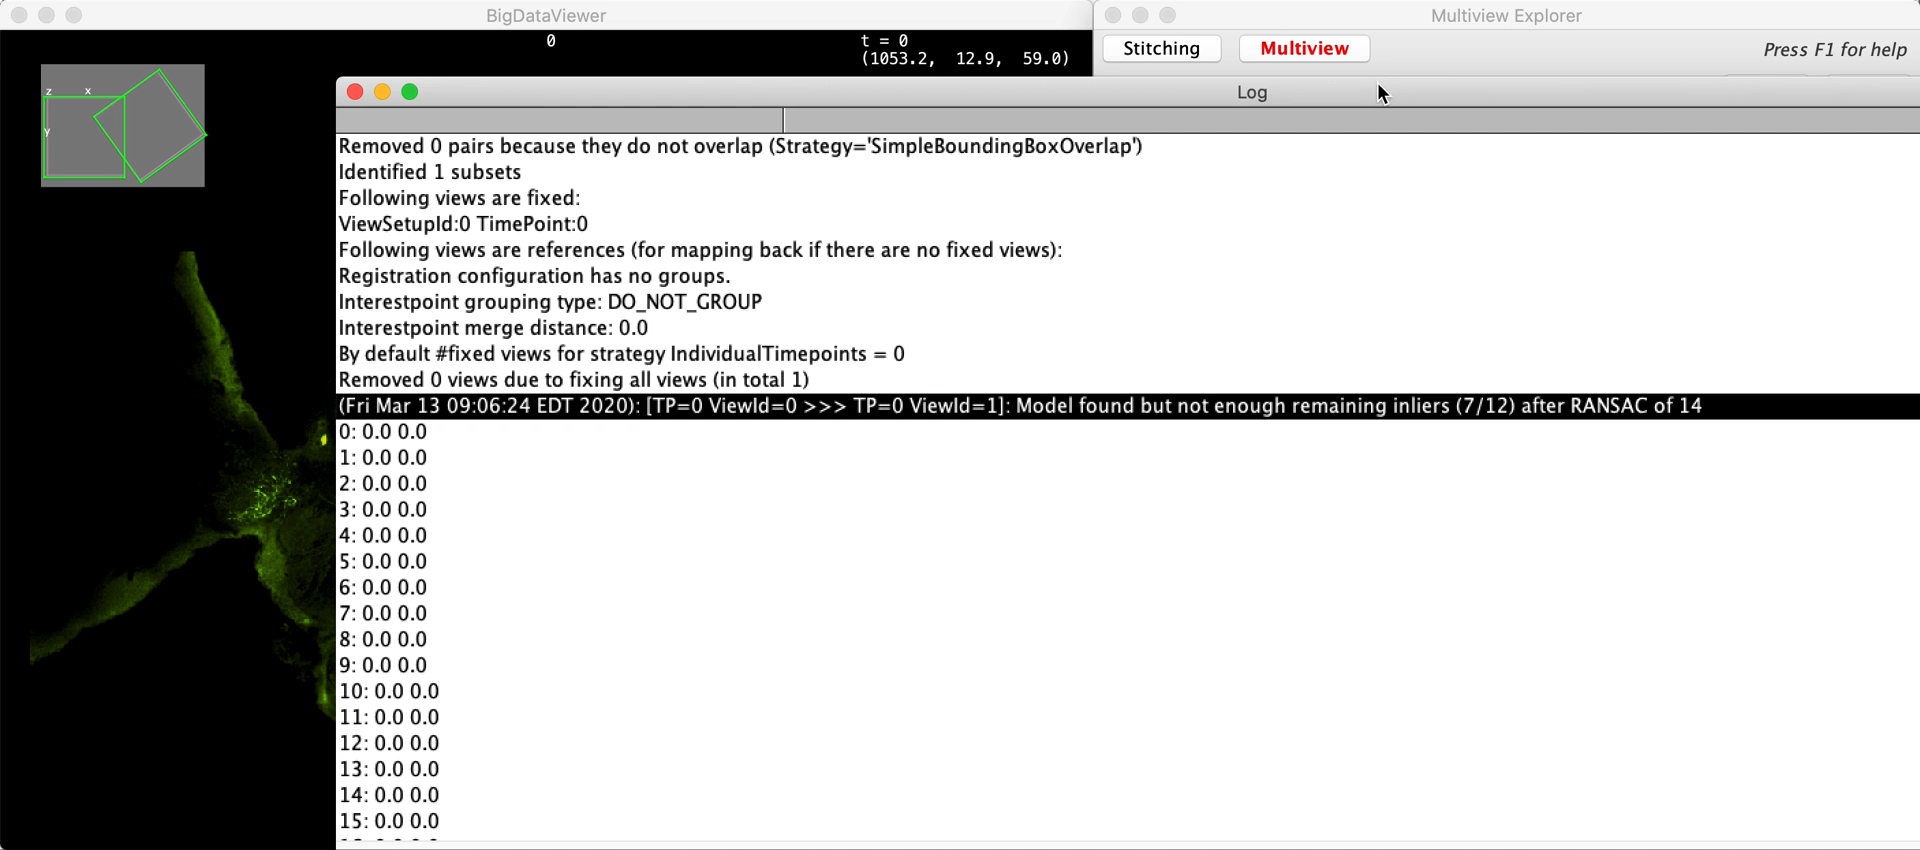 BigDataViewer
Multiview Explorer
0
t = 0
(1053.2, 12.9, 59.0)
Stitching
Multiview
Press F1 for help
z
x
y
Log
Removed 0 pairs because they do not overlap (Strategy='SimpleBoundingBoxOverlap')
Identified 1 subsets
Following views are fixed:
ViewSetupId:0 TimePoint:0
Following views are references (for mapping back if there are no fixed views):
Registration configuration has no groups.
Interestpoint grouping type: DO_NOT_GROUP
Interestpoint merge distance: 0.0
By default #fixed views for strategy IndividualTimepoints = 0
Removed 0 views due to fixing all views (in total 1)
(Fri Mar 13 09:06:24 EDT 2020): [TP=0 ViewId=0 >>> TP=0 ViewId=1]: Model found but not enough remaining inliers (7/12) after RANSAC of 14
0: 0.0 0.0
1: 0.0 0.0
2: 0.0 0.0
3: 0.0 0.0
4: 0.0 0.0
5: 0.0 0.0
6: 0.0 0.0
7: 0.0 0.0
8: 0.0 0.0
9: 0.0 0.0
10: 0.0 0.0
11: 0.0 0.0
12: 0.0 0.0
13: 0.0 0.0
14: 0.0 0.0
15: 0.0 0.0